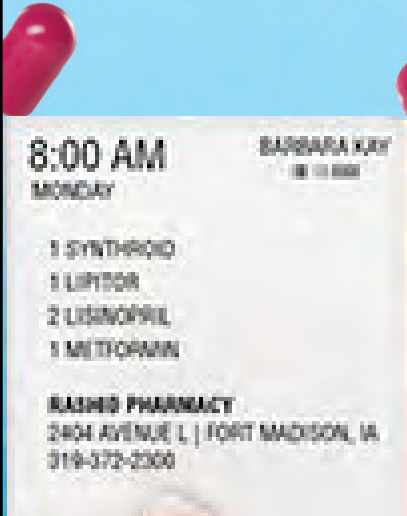 8:00 AM
BARBARA KAY
MONDAY
1 SYNTHROID
1 LIPITOR
2 LISINOPRIL
1 METFORMIN
RASHID PHARMACY
2404 AVENUE L | FORT MADISON, IA
319-372-2300